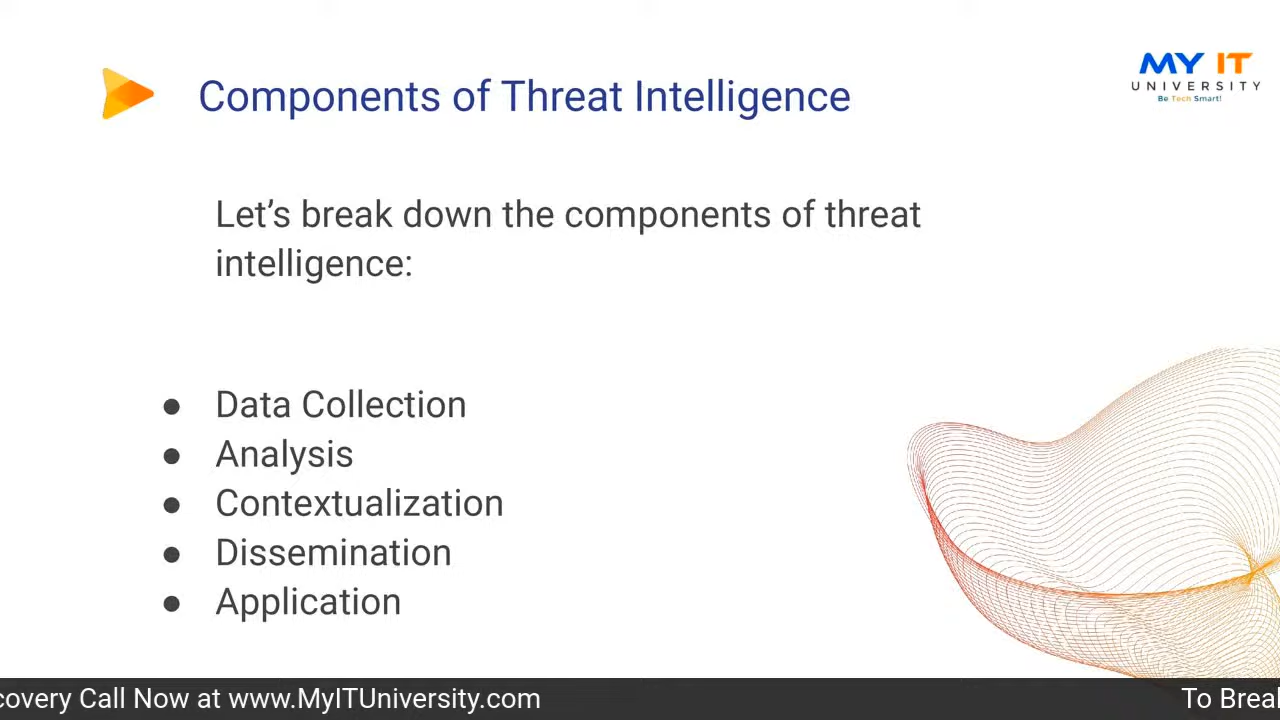 MY IT
UNIVERSITY
Be Tech Smart!
Components of Threat Intelligence
Let’s break down the components of threat
intelligence:
● Data Collection
● Analysis
● Contextualization
● Dissemination
● Application
covery Call Now at www.MyITUniversity.com
To Brea